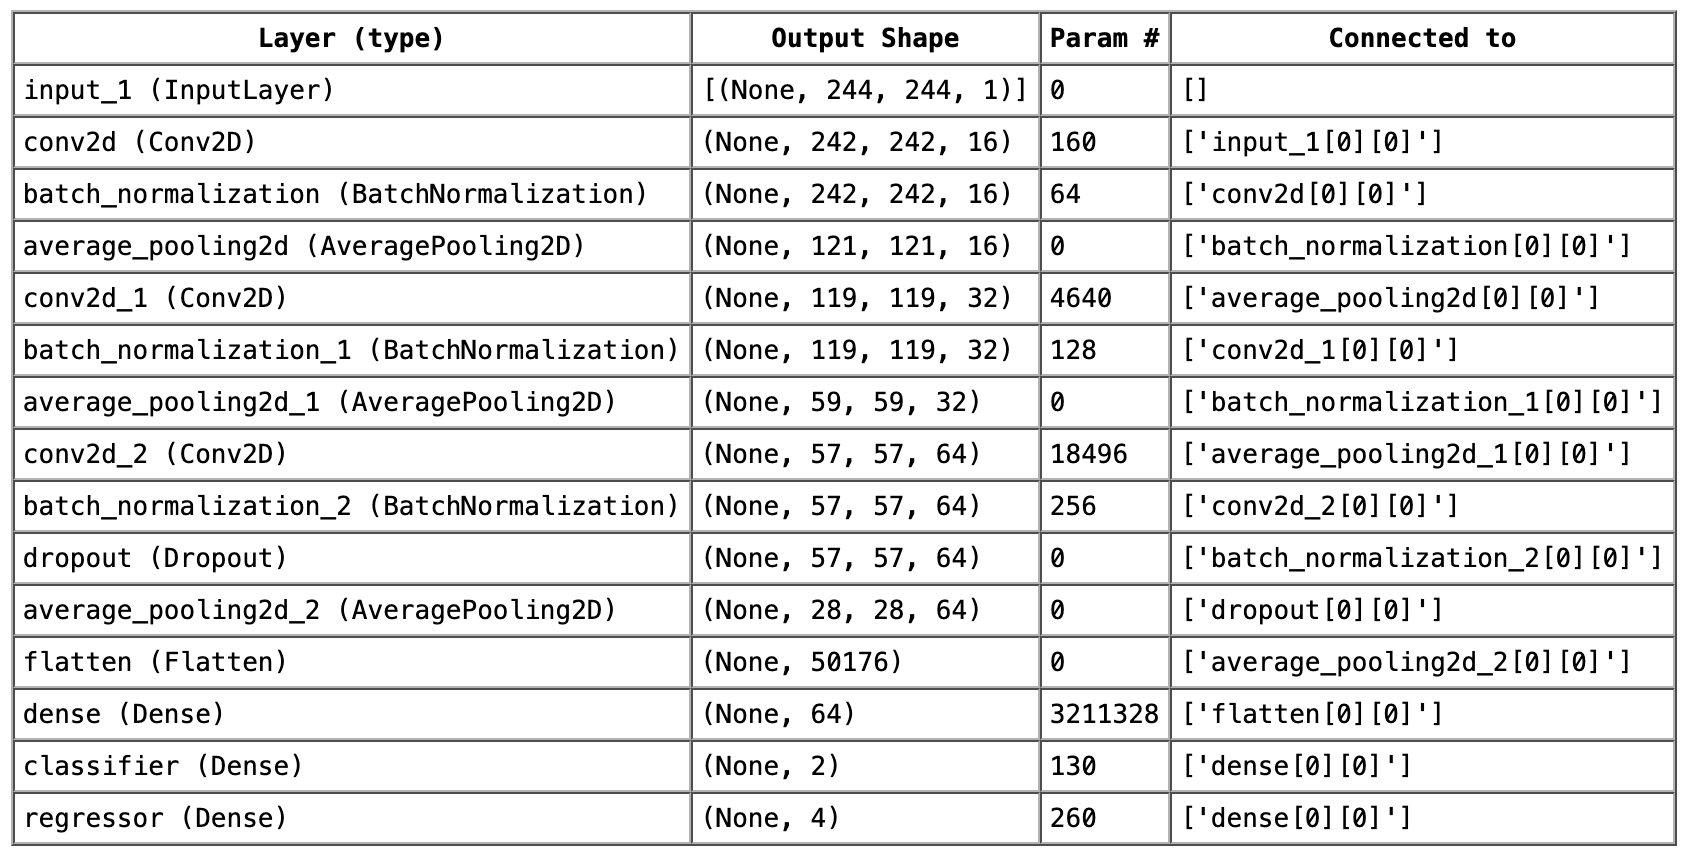 Layer (type) Output Shape Param # Connected to
input_1 (InputLayer) [(None, 244, 244, 1)] 0 []
conv2d (Conv2D) (None, 242, 242, 16) 160 ['input_1[0][0]']
batch_normalization (BatchNormalization) (None, 242, 242, 16) 64 ['conv2d[0][0]']
average_pooling2d (AveragePooling2D) (None, 121, 121, 16) 0 ['batch_normalization[0][0]']
conv2d_1 (Conv2D) (None, 119, 119, 32) 4640 ['average_pooling2d[0][0]']
batch_normalization_1 (BatchNormalization) (None, 119, 119, 32) 128 ['conv2d_1[0][0]']
average_pooling2d_1 (AveragePooling2D) (None, 59, 59, 32) 0 ['batch_normalization_1[0][0]']
conv2d_2 (Conv2D) (None, 57, 57, 64) 18496 ['average_pooling2d_1[0][0]']
batch_normalization_2 (BatchNormalization) (None, 57, 57, 64) 256 ['conv2d_2[0][0]']
dropout (Dropout) (None, 57, 57, 64) 0 ['batch_normalization_2[0][0]']
average_pooling2d_2 (AveragePooling2D) (None, 28, 28, 64) 0 ['dropout[0][0]']
flatten (Flatten) (None, 50176) 0 ['average_pooling2d_2[0][0]']
dense (Dense) (None, 64) 3211328 ['flatten[0][0]']
classifier (Dense) (None, 2) 130 ['dense[0][0]']
regressor (Dense) (None, 4) 260 ['dense[0][0]']